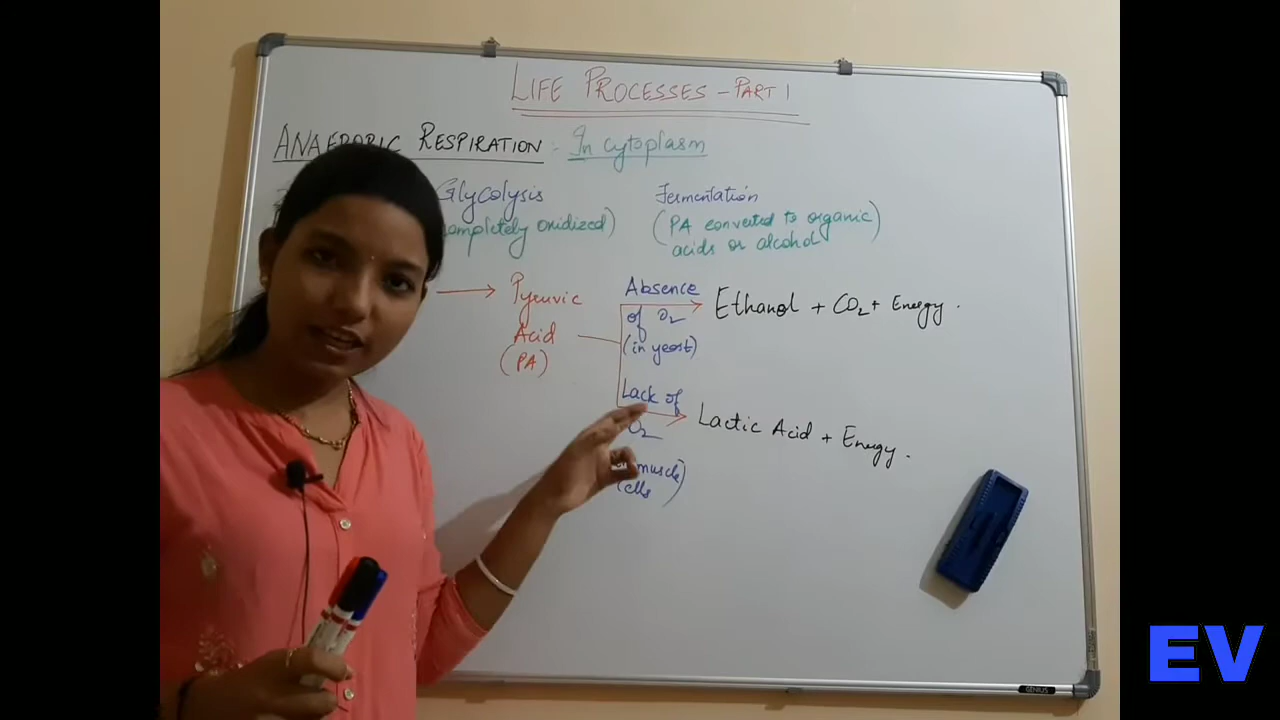 LIFE PROCESSES - PART 1
ANAEROBIC RESPIRATION :- In cytoplasm
Glycolysis
Fermentation
completely oxidized)
(PA converted to organic
acids or alcohol)
Pyruvic
Acid
(PA)
Absence
of O2
(in yeast)
Ethanol + CO2 + Energy.
Lack of
O2
muscle
cells)
Lactic Acid + Energy.
GENIUS
EV